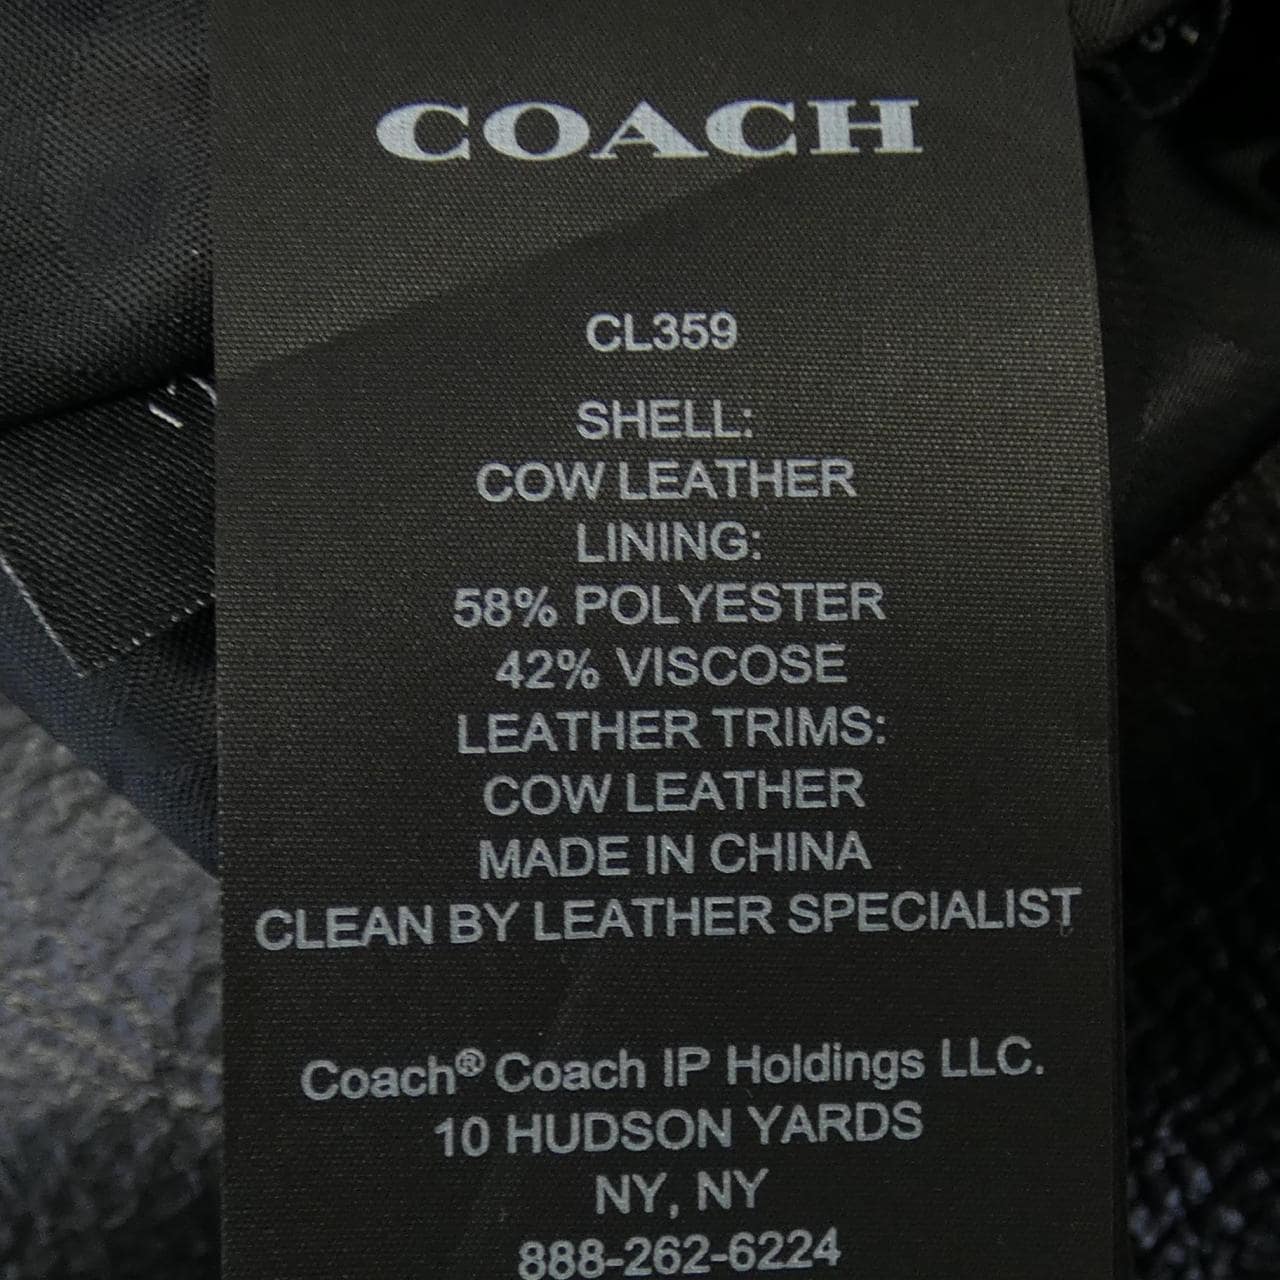 COACH
CL359
SHELL:
COW LEATHER
LINING:
58% POLYESTER
42% VISCOSE
LEATHER TRIMS:
COW LEATHER
MADE IN CHINA
CLEAN BY LEATHER SPECIALIST
Coach® Coach IP Holdings LLC.
10 HUDSON YARDS
NY, NY
888-262-6224